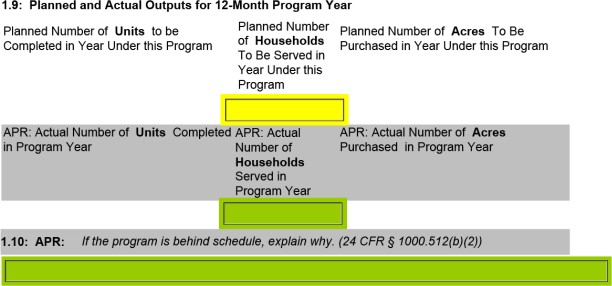 1.9: Planned and Actual Outputs for 12-Month Program Year
Planned Number of Units to be
Completed in Year Under this Program
Planned Number
of Households
To Be Served in
Year Under this
Program
Planned Number of Acres To Be
Purchased in Year Under this Program
APR: Actual Number of Units Completed
in Program Year
APR: Actual
Number of
Households
Served in
Program Year
APR: Actual Number of Acres
Purchased in Program Year
1.10: APR: If the program is behind schedule, explain why. (24 CFR § 1000.512(b)(2))